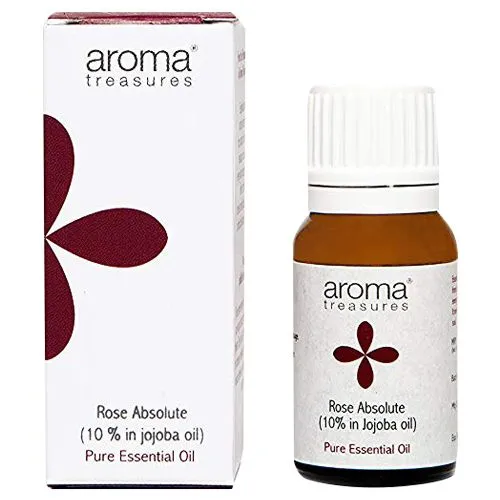 aroma®
treasures
Rose Absolute
(10 % in jojoba oil)
Pure Essential Oil
aroma®
treasures
Rose Absolute
(10% in Jojoba oil)
Pure Essential Oil